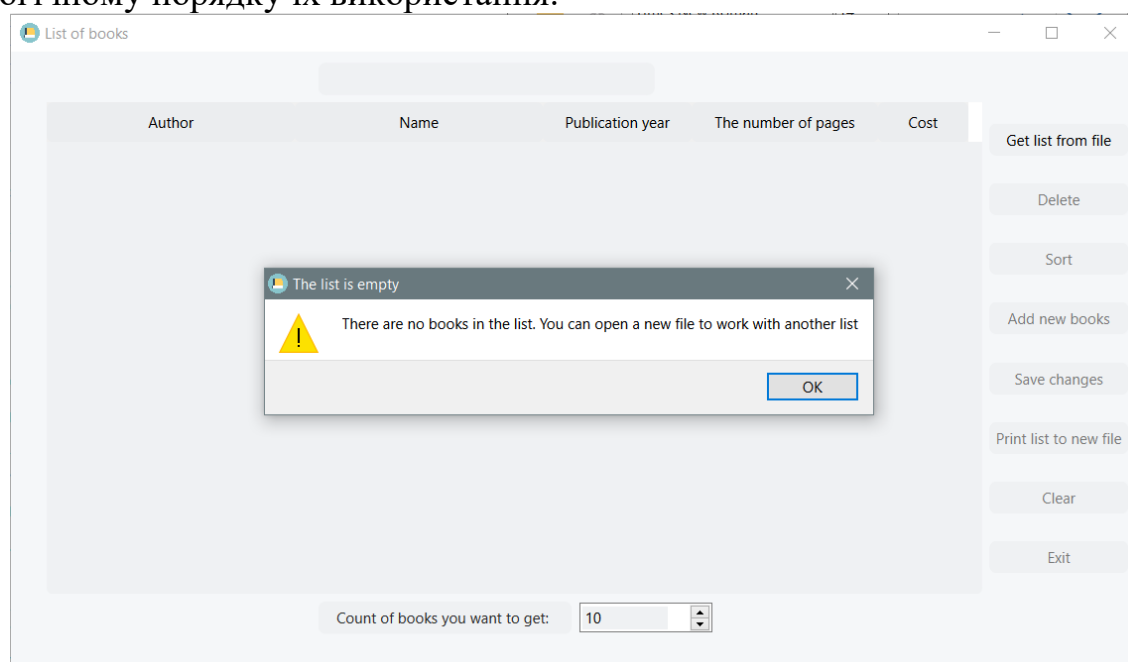 порядку їх використання.
List of books
Author Name Publication year The number of pages Cost
Get list from file
Delete
Sort
The list is empty
There are no books in the list. You can open a new file to work with another list
OK
Add new books
Save changes
Print list to new file
Clear
Exit
Count of books you want to get: 10